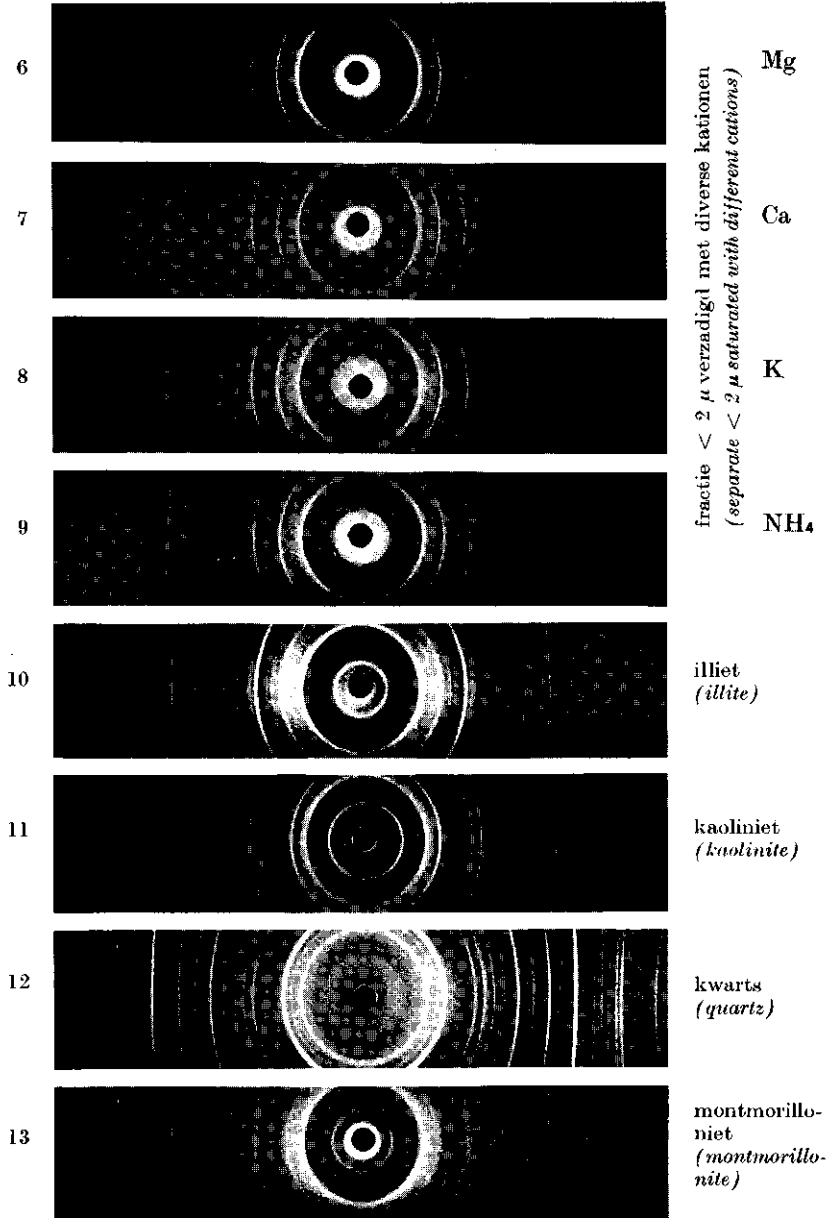 6
Mg
7
Ca
8
K
9
NH₄
fractie < 2 μ verzadigd met diverse kationen
(separate < 2 μ saturated with different cations)
10
illiet
(illite)
11
kaoliniet
(kaolinite)
12
kwarts
(quartz)
13
montmorillo-
niet
(montmorillo-
nite)